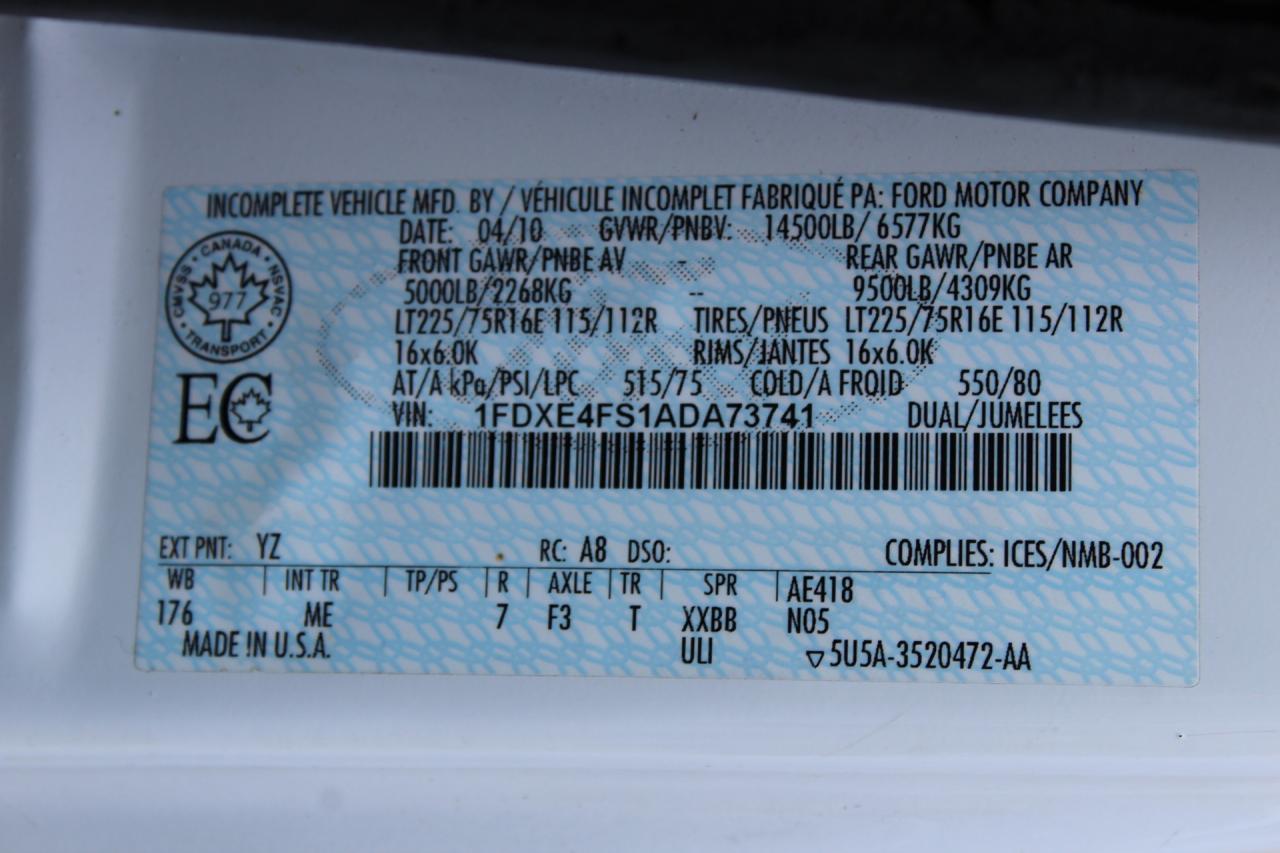 INCOMPLETE VEHICLE MFD. BY / VÉHICULE INCOMPLET FABRIQUÉ PA: FORD MOTOR COMPANY
DATE: 04/10 GVWR/PNBV: 14500LB/ 6577KG
FRONT GAWR/PNBE AV - REAR GAWR/PNBE AR
5000LB/2268KG -- 9500LB/4309KG
LT225/75R16E 115/112R TIRES/PNEUS LT225/75R16E 115/112R
16x6.0K RIMS/JANTES 16x6.0K
AT/A kPa/PSI/LPC 515/75 COLD/A FROID 550/80
VIN: 1FDXE4FS1ADA73741 DUAL/JUMELEES
CANADA
CMVSS NSVAC
977
TRANSPORT
EC
EXT PNT: YZ RC: A8 DSO: COMPLIES: ICES/NMB-002
WB INT TR TP/PS R AXLE TR SPR AE418
176 ME 7 F3 T XXBB N05
MADE IN U.S.A. ULI ▽5U5A-3520472-AA